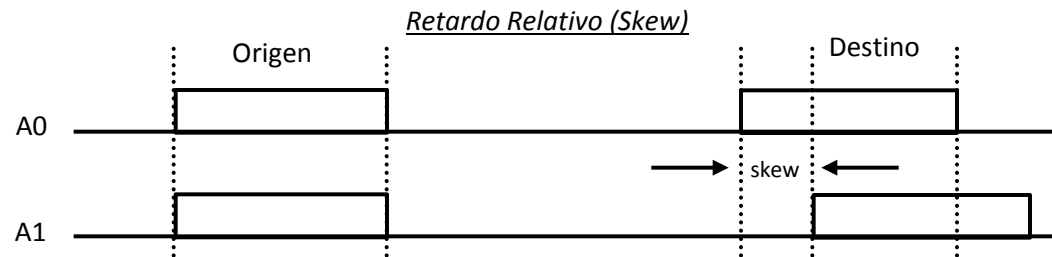 Retardo Relativo (Skew)
Origen
Destino
A0
skew
A1